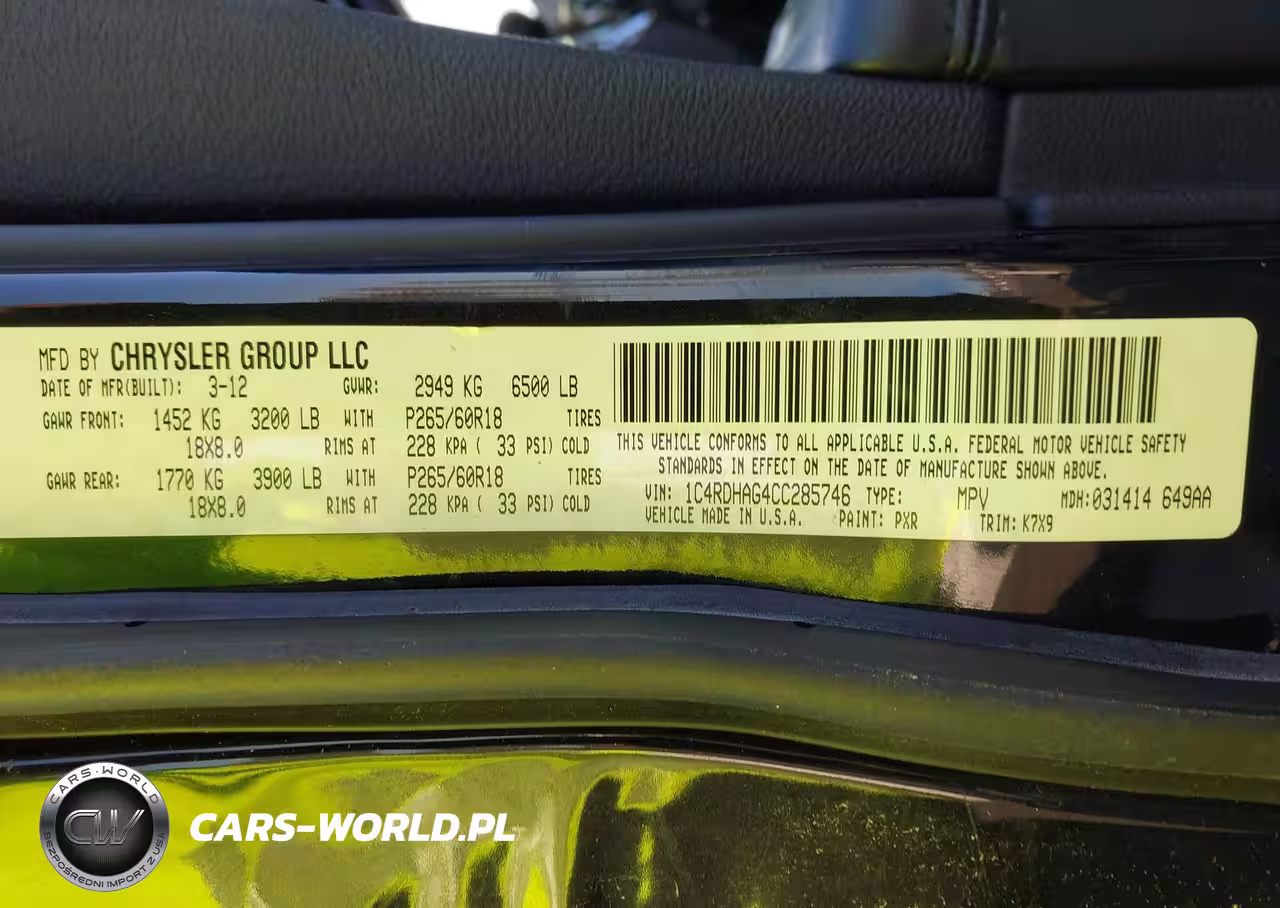 MFD BY CHRYSLER GROUP LLC
DATE OF MFR(BUILT): 3-12 GVWR: 2949 KG 6500 LB
GAWR FRONT: 1452 KG 3200 LB WITH P265/60R18 TIRES
18X8.0 RIMS AT 228 KPA ( 33 PSI) COLD
GAWR REAR: 1770 KG 3900 LB WITH P265/60R18 TIRES
18X8.0 RIMS AT 228 KPA ( 33 PSI) COLD
THIS VEHICLE CONFORMS TO ALL APPLICABLE U.S.A. FEDERAL MOTOR VEHICLE SAFETY
STANDARDS IN EFFECT ON THE DATE OF MANUFACTURE SHOWN ABOVE.
VIN: 1C4RDHAG4CC285746 TYPE: MPV MDH:031414 649AA
VEHICLE MADE IN U.S.A. PAINT: PXR TRIM: K7X9
CARS-WORLD
CW
BEZPOŚREDNI IMPORT Z USA
CARS-WORLD.PL